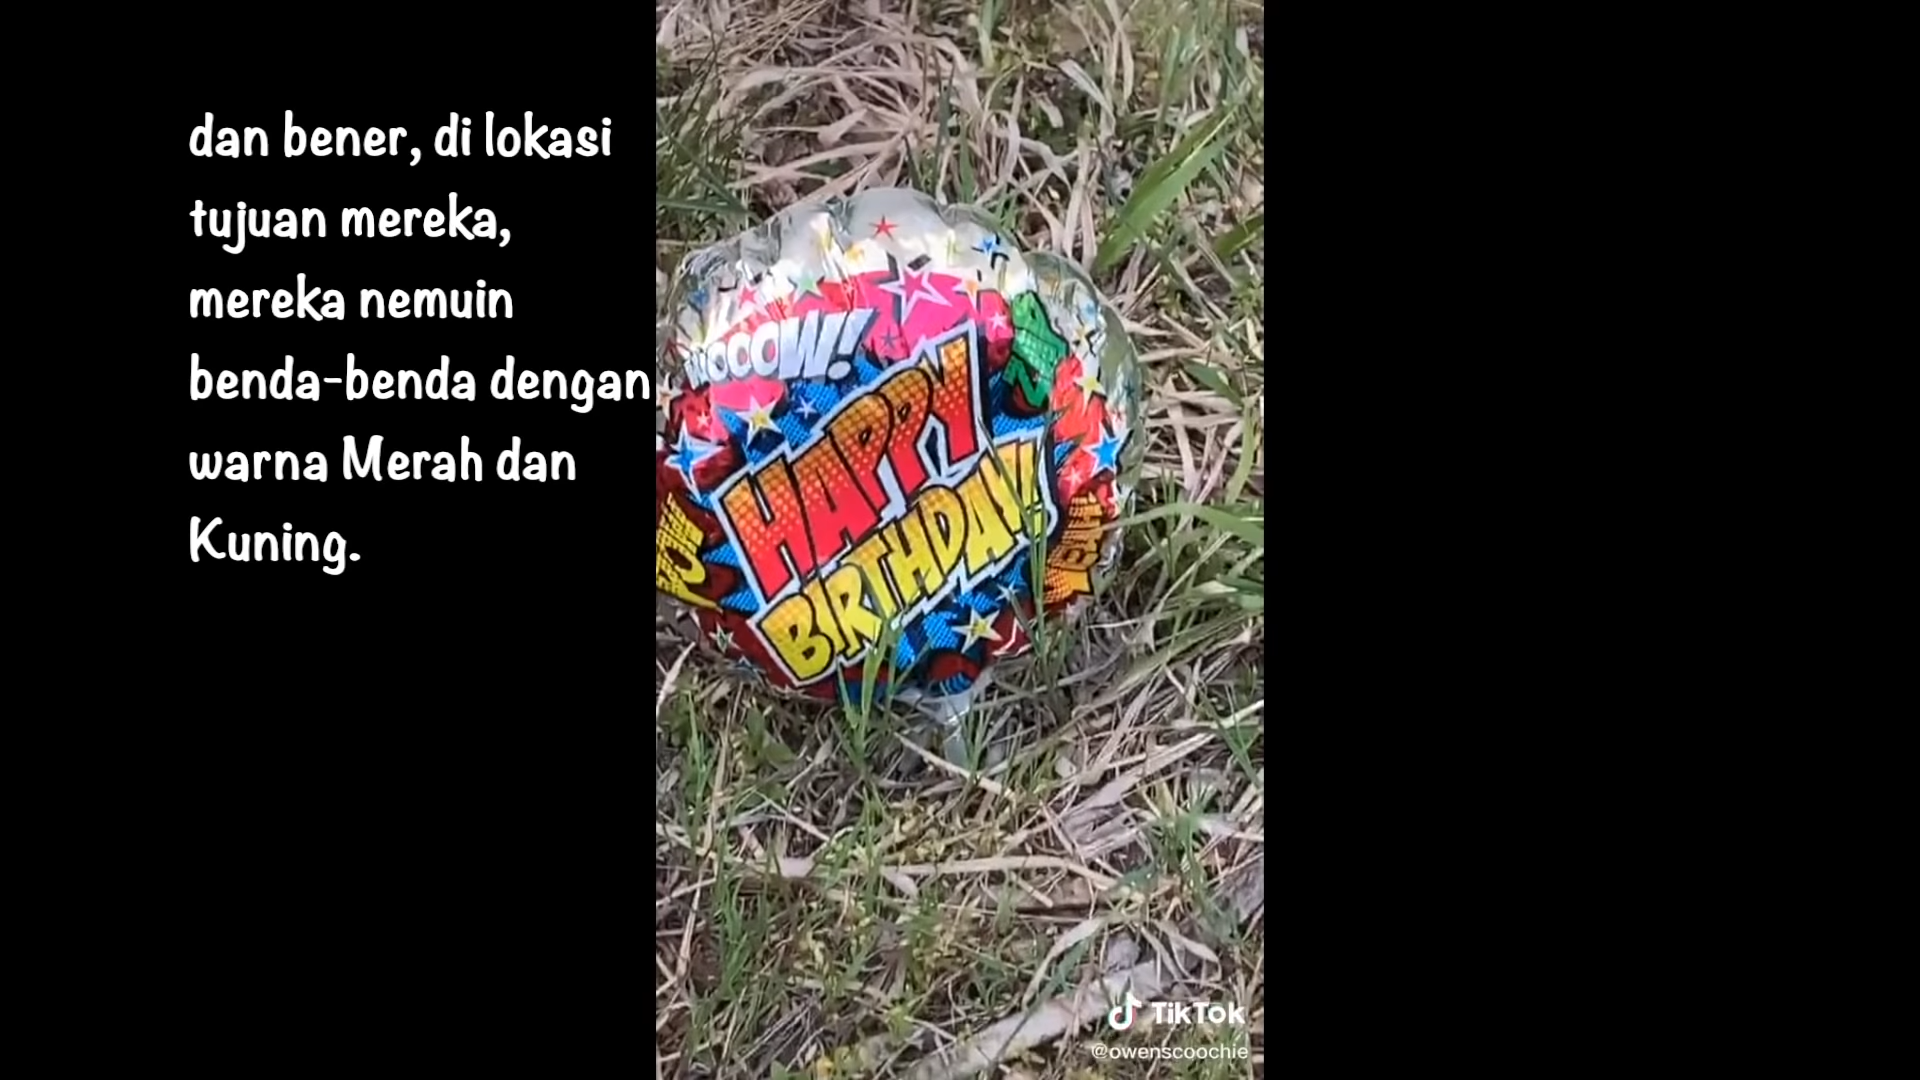 dan bener, di lokasi
tujuan mereka,
mereka nemuin
benda-benda dengan
warna Merah dan
Kuning.
HAPPY
BIRTHDAY!
TikTok
@owenscoochie